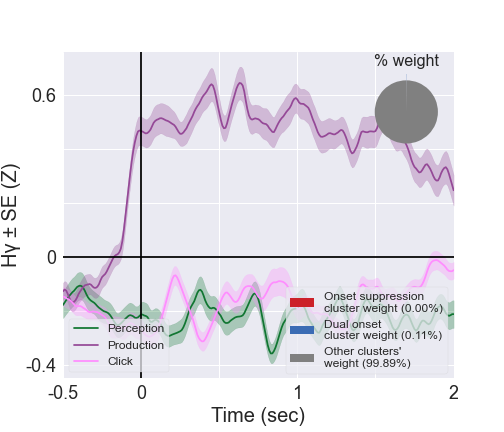 % weight
0.6
0
-0.4
Hγ ± SE (Z)
Perception
Production
Click
Onset suppression
cluster weight (0.00%)
Dual onset
cluster weight (0.11%)
Other clusters'
weight (99.89%)
-0.5
0
1
2
Time (sec)